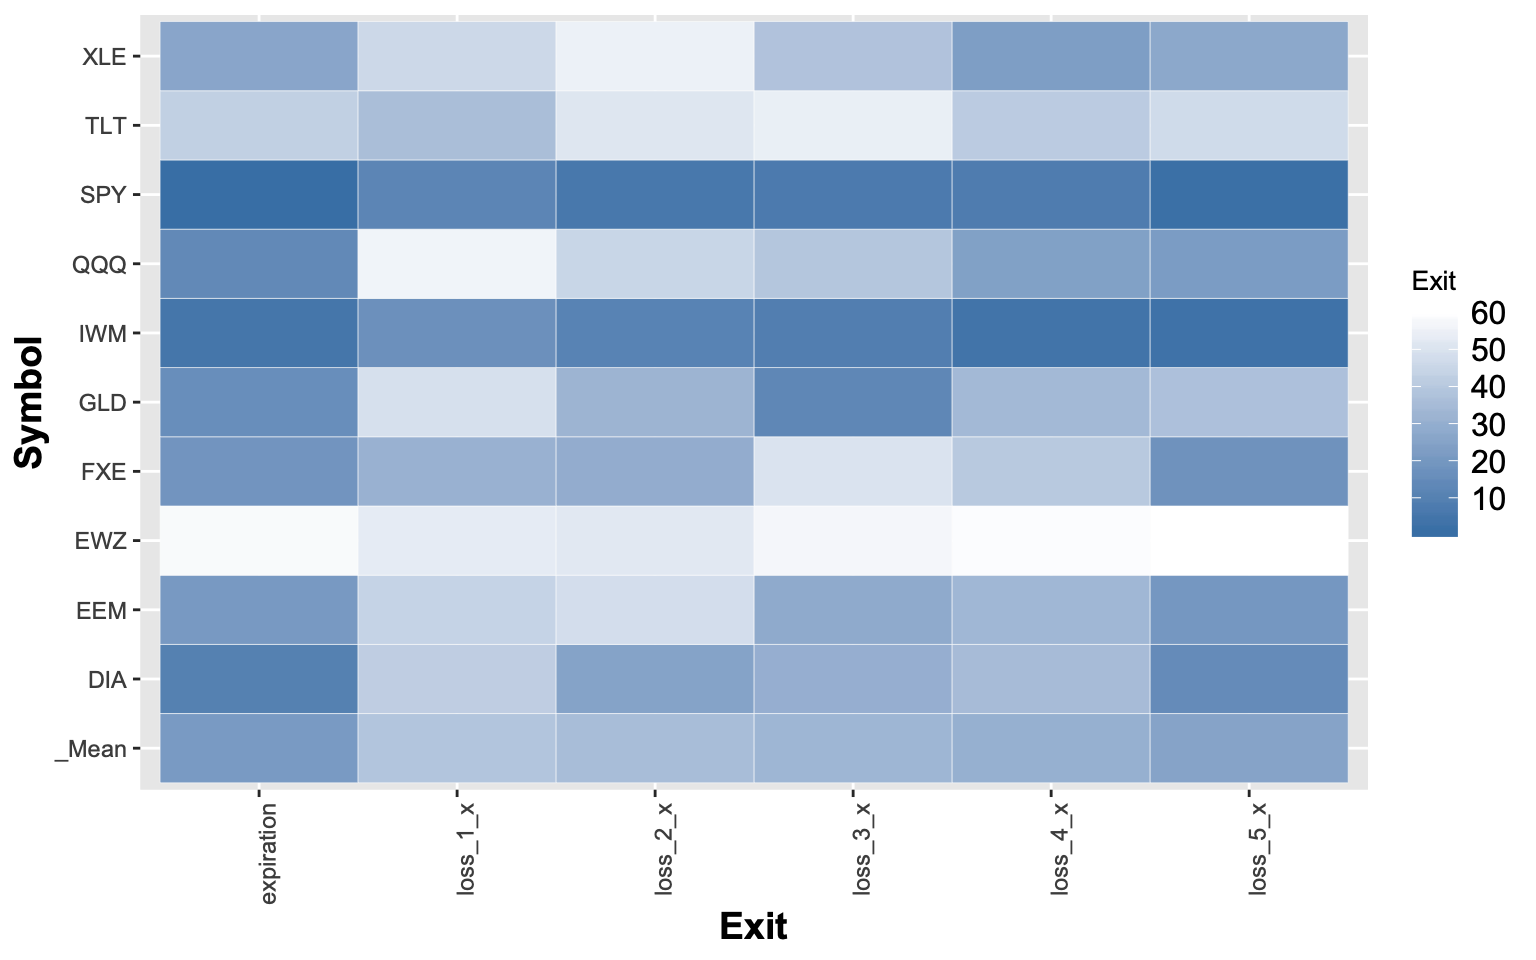 XLE
TLT
SPY
QQQ
IWM
GLD
FXE
EWZ
EEM
DIA
_Mean
Symbol
expiration
loss_1_x
loss_2_x
loss_3_x
loss_4_x
loss_5_x
Exit
Exit
60
50
40
30
20
10